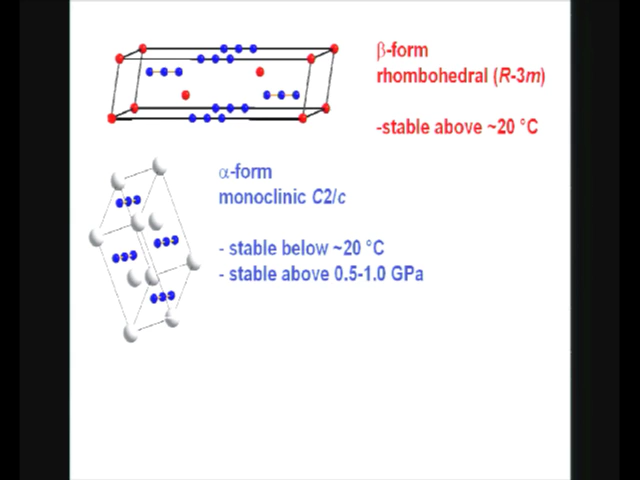 β-form
rhombohedral (R-3m)
-stable above ~20 °C
α-form
monoclinic C2/c
- stable below ~20 °C
- stable above 0.5-1.0 GPa